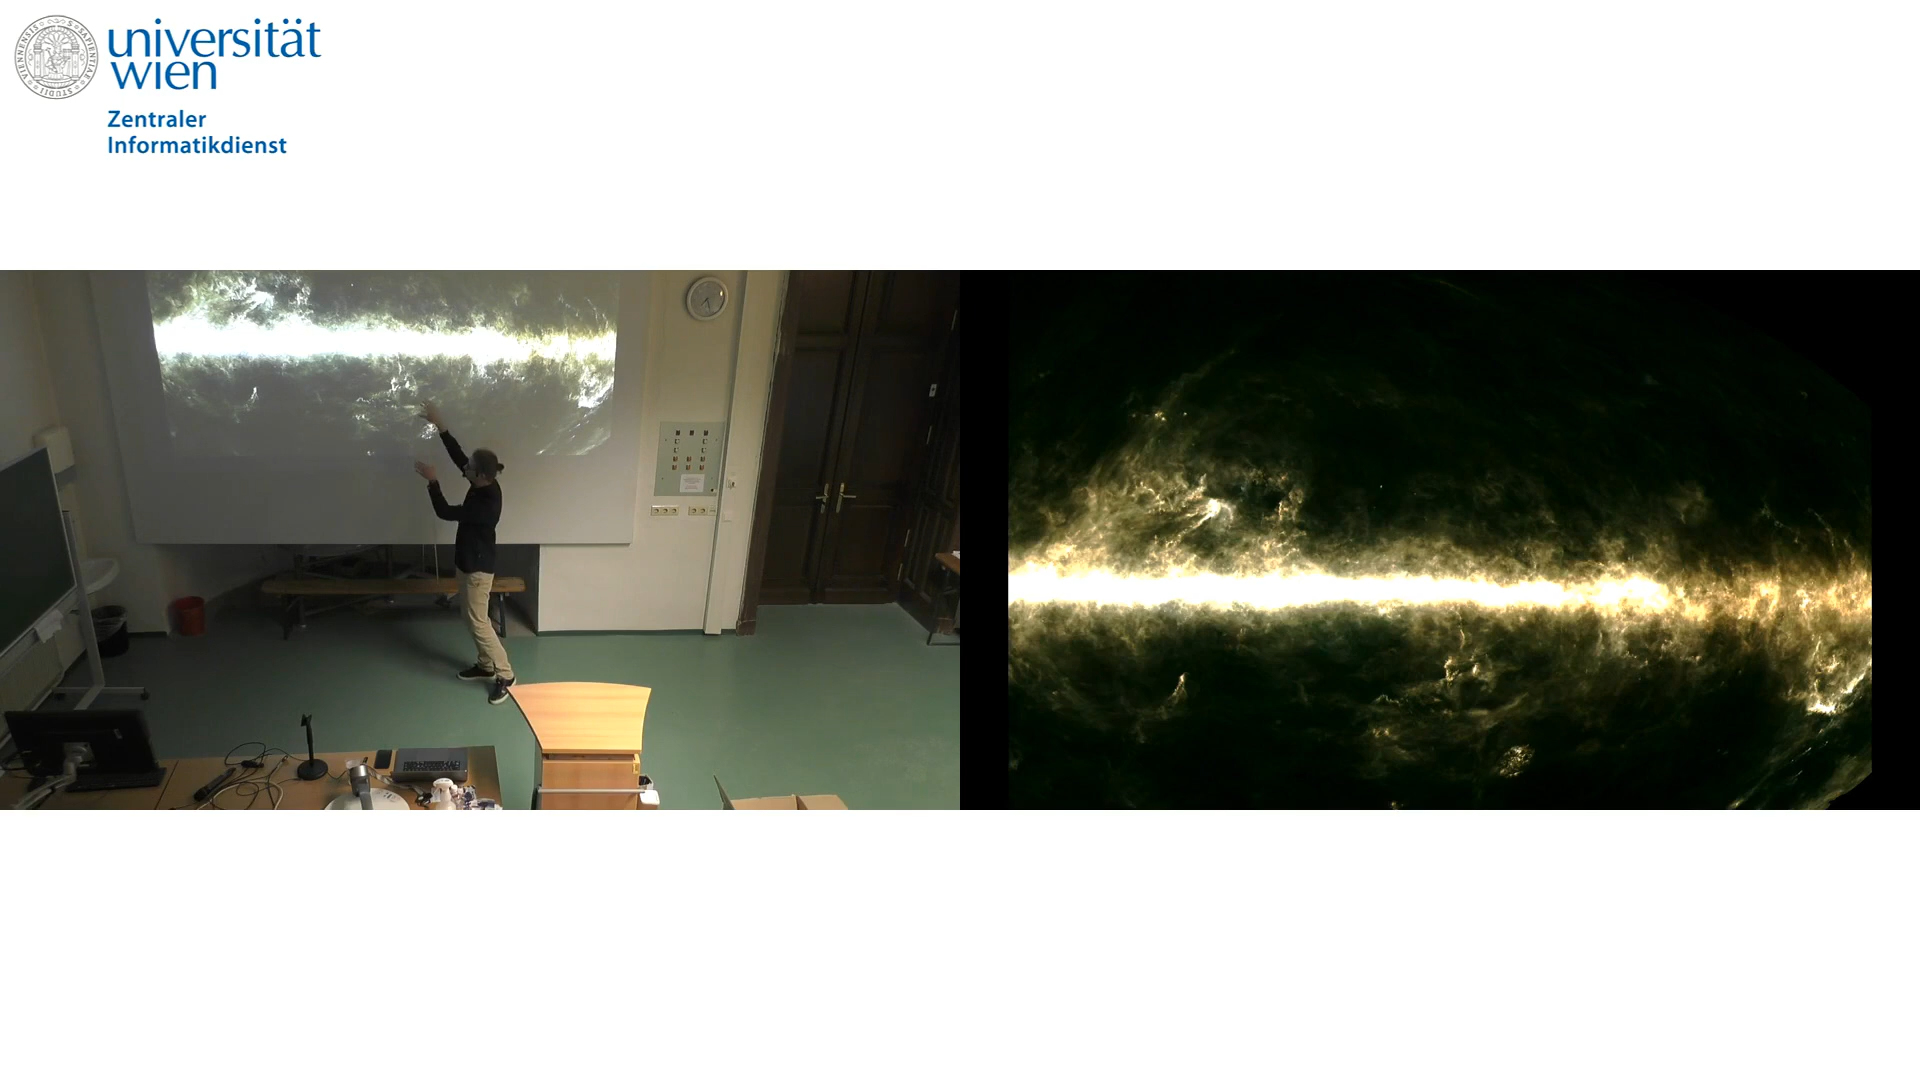 universität
wien
Zentraler
Informatikdienst